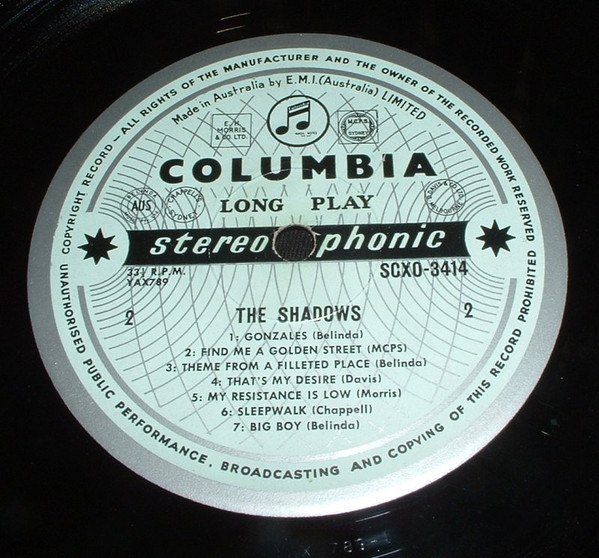 COPYRIGHT RECORD — ALL RIGHTS OF THE MANUFACTURER AND THE OWNER OF THE RECORDED WORK RESERVED
UNAUTHORISED PUBLIC PERFORMANCE, BROADCASTING AND COPYING OF THIS RECORD PROHIBITED
Made in Australia by E.M.I.(Australia) LIMITED
E.H.
MORRIS
& CO. LTD.
M.C.P.S.
SYDNEY
COLUMBIA
AUS
CHAPPELL
SYDNEY
LONG PLAY
stereophonic
33⅓ R.P.M.
YAX789
SCXO-3414
2
2
THE SHADOWS
1: GONZALES (Belinda)
2: FIND ME A GOLDEN STREET (MCPS)
3: THEME FROM A FILLETED PLACE (Belinda)
4: THAT'S MY DESIRE (Davis)
5: MY RESISTANCE IS LOW (Morris)
6: SLEEPWALK (Chappell)
7: BIG BOY (Belinda)